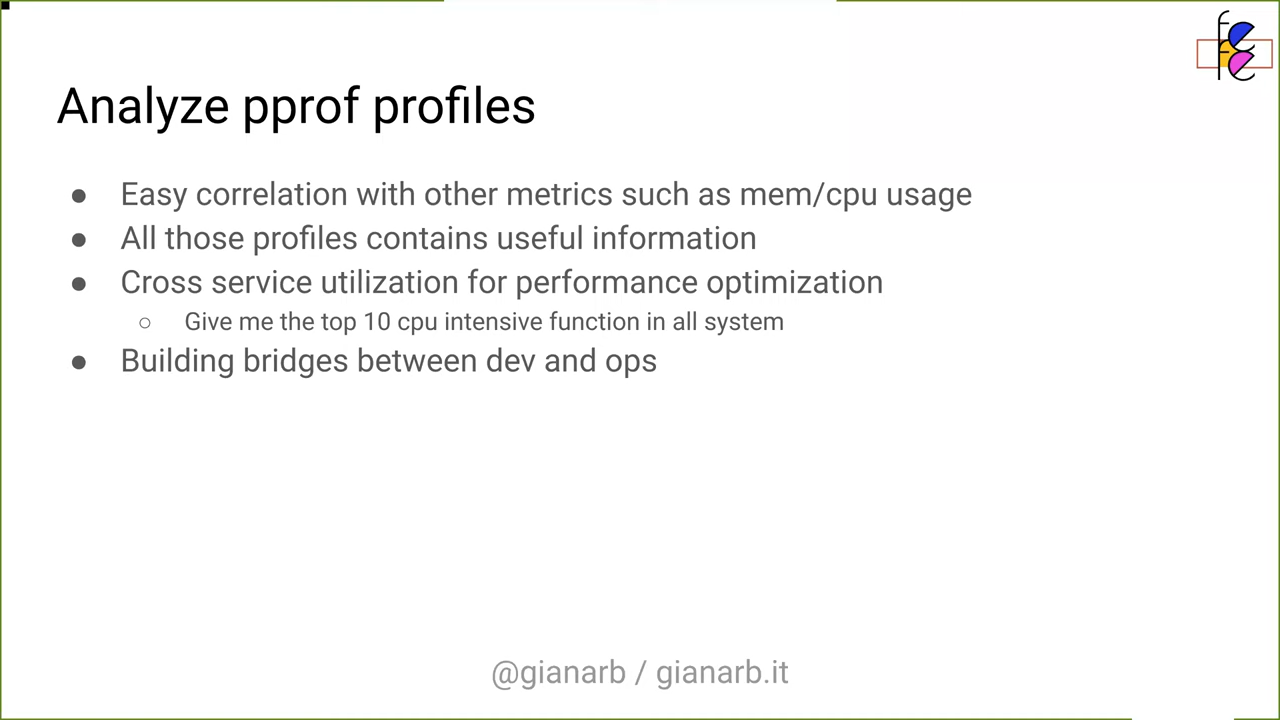 Analyze pprof profiles
● Easy correlation with other metrics such as mem/cpu usage
● All those profiles contains useful information
● Cross service utilization for performance optimization
○ Give me the top 10 cpu intensive function in all system
● Building bridges between dev and ops
@gianarb / gianarb.it